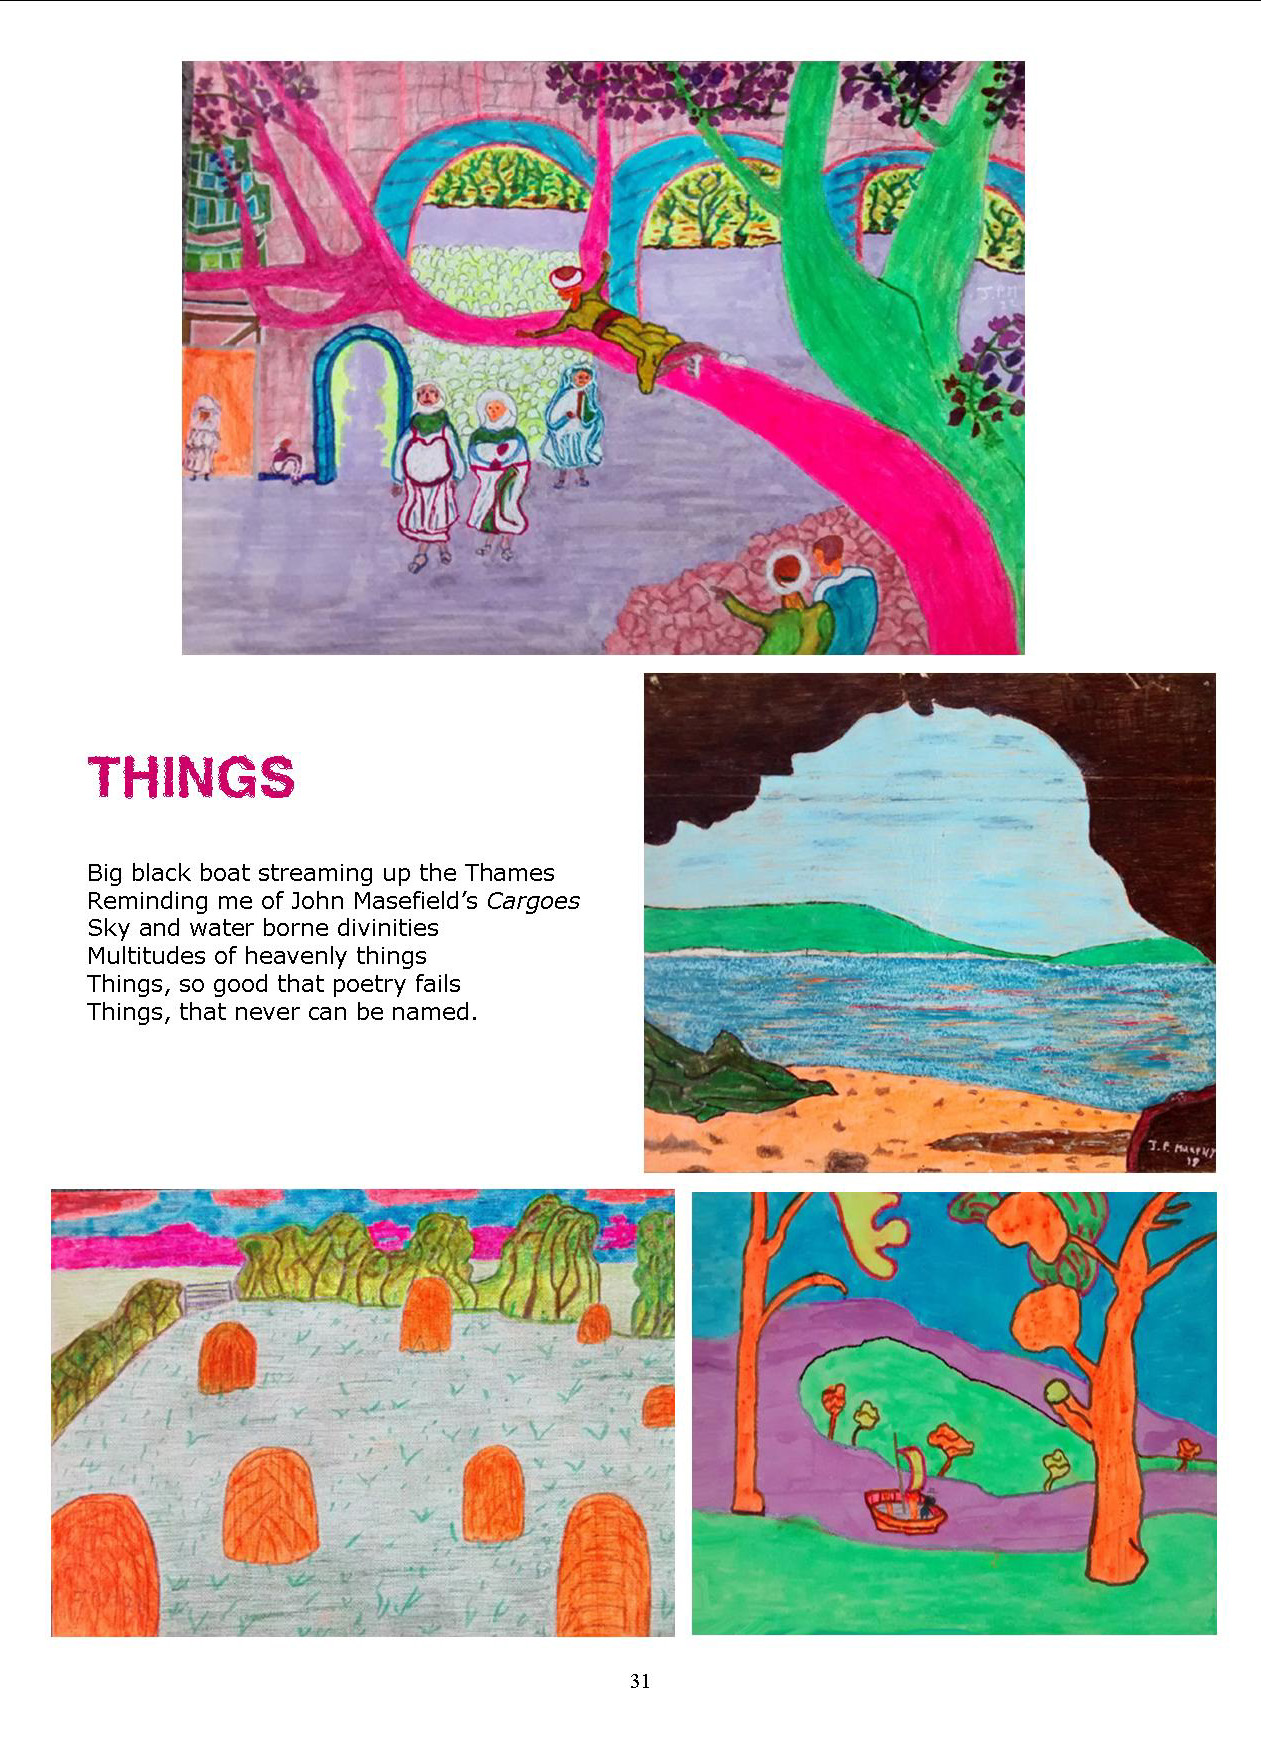 J.P.M
THINGS
Big black boat streaming up the Thames
Reminding me of John Masefield’s Cargoes
Sky and water borne divinities
Multitudes of heavenly things
Things, so good that poetry fails
Things, that never can be named.
J.P. MURPHY
31